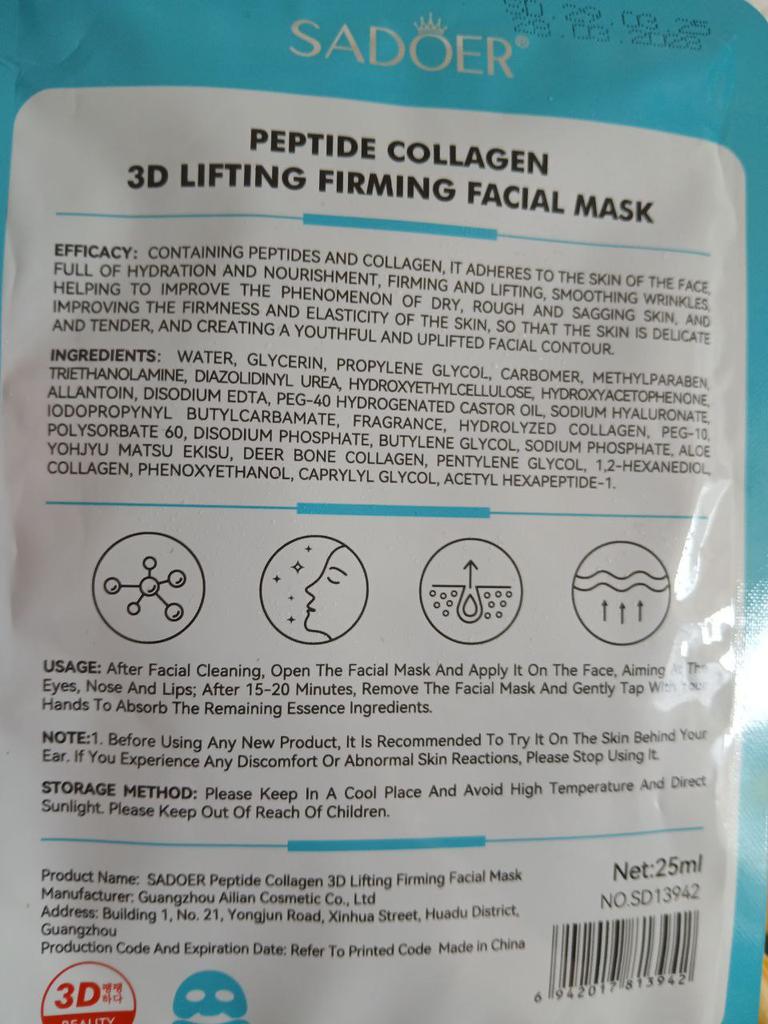 SADOER®
PEPTIDE COLLAGEN
3D LIFTING FIRMING FACIAL MASK
EFFICACY: CONTAINING PEPTIDES AND COLLAGEN, IT ADHERES TO THE SKIN OF THE FACE,
FULL OF HYDRATION AND NOURISHMENT, FIRMING AND LIFTING, SMOOTHING WRINKLES,
HELPING TO IMPROVE THE PHENOMENON OF DRY, ROUGH AND SAGGING SKIN, AND
IMPROVING THE FIRMNESS AND ELASTICITY OF THE SKIN, SO THAT THE SKIN IS DELICATE
AND TENDER, AND CREATING A YOUTHFUL AND UPLIFTED FACIAL CONTOUR.
INGREDIENTS: WATER, GLYCERIN, PROPYLENE GLYCOL, CARBOMER, METHYLPARABEN,
TRIETHANOLAMINE, DIAZOLIDINYL UREA, HYDROXYETHYLCELLULOSE, HYDROXYACETOPHENONE,
ALLANTOIN, DISODIUM EDTA, PEG-40 HYDROGENATED CASTOR OIL, SODIUM HYALURONATE,
IODOPROPYNYL BUTYLCARBAMATE, FRAGRANCE, HYDROLYZED COLLAGEN, PEG-10,
POLYSORBATE 60, DISODIUM PHOSPHATE, BUTYLENE GLYCOL, SODIUM PHOSPHATE, ALOE
YOHJYU MATSU EKISU, DEER BONE COLLAGEN, PENTYLENE GLYCOL, 1,2-HEXANEDIOL,
COLLAGEN, PHENOXYETHANOL, CAPRYLYL GLYCOL, ACETYL HEXAPEPTIDE-1.
USAGE: After Facial Cleaning, Open The Facial Mask And Apply It On The Face, Aiming At The
Eyes, Nose And Lips; After 15-20 Minutes, Remove The Facial Mask And Gently Tap With Your
Hands To Absorb The Remaining Essence Ingredients.
NOTE:1. Before Using Any New Product, It Is Recommended To Try It On The Skin Behind Your
Ear. If You Experience Any Discomfort Or Abnormal Skin Reactions, Please Stop Using It.
STORAGE METHOD: Please Keep In A Cool Place And Avoid High Temperature And Direct
Sunlight. Please Keep Out Of Reach Of Children.
Product Name: SADOER Peptide Collagen 3D Lifting Firming Facial Mask
Manufacturer: Guangzhou Ailian Cosmetic Co., Ltd
Address: Building 1, No. 21, Yongjun Road, Xinhua Street, Huadu District,
Guangzhou
Production Code And Expiration Date: Refer To Printed Code Made in China
Net:25ml
NO.SD13942
6 942017 813942
3D 땡땡
하다
BEAUTY